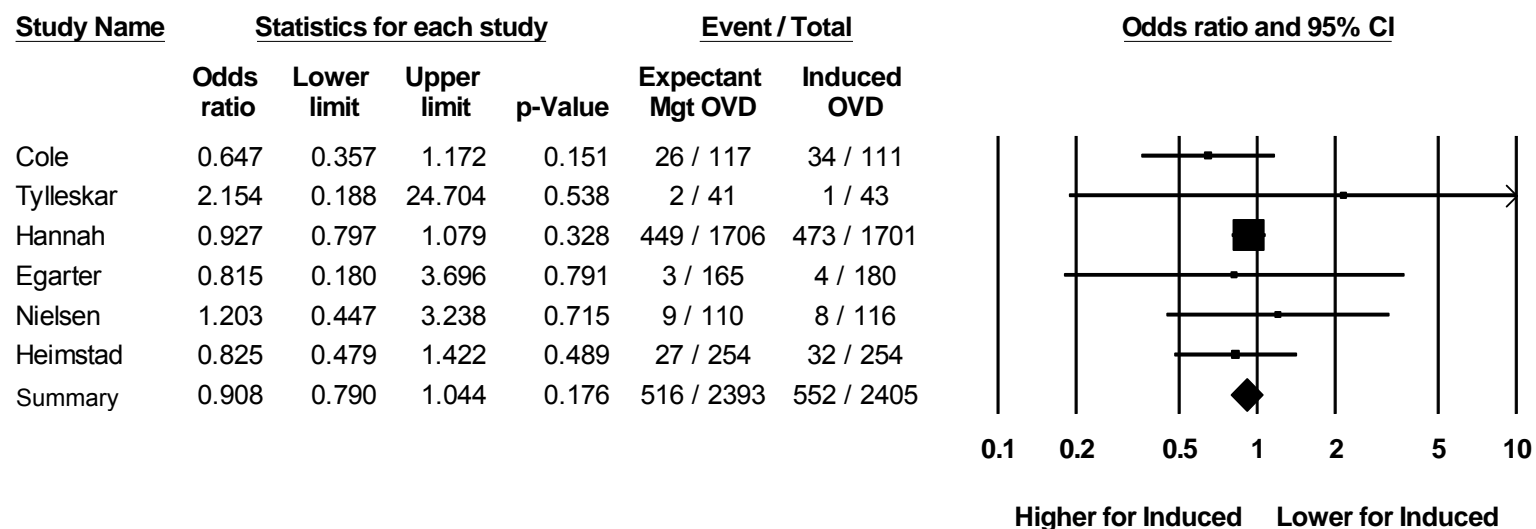 Study Name Statistics for each study Event / Total Odds ratio and 95% CI
Odds Lower Upper Expectant Induced
ratio limit limit p-Value Mgt OVD OVD
Cole 0.647 0.357 1.172 0.151 26 / 117 34 / 111
Tylleskar 2.154 0.188 24.704 0.538 2 / 41 1 / 43
Hannah 0.927 0.797 1.079 0.328 449 / 1706 473 / 1701
Egarter 0.815 0.180 3.696 0.791 3 / 165 4 / 180
Nielsen 1.203 0.447 3.238 0.715 9 / 110 8 / 116
Heimstad 0.825 0.479 1.422 0.489 27 / 254 32 / 254
Summary 0.908 0.790 1.044 0.176 516 / 2393 552 / 2405
0.1 0.2 0.5 1 2 5 10
Higher for Induced Lower for Induced